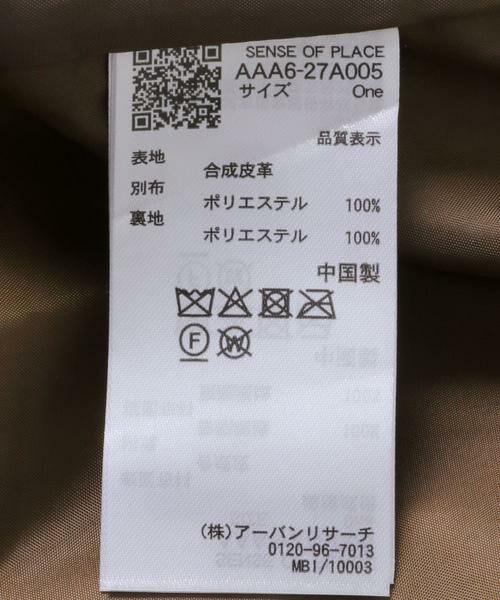 SENSE OF PLACE
AAA6-27A005
サイズ One
品質表示
表地 合成皮革
別布 ポリエステル 100%
裏地 ポリエステル 100%
中国製
F W
(株)アーバンリサーチ
0120-96-7013
MBI/10003